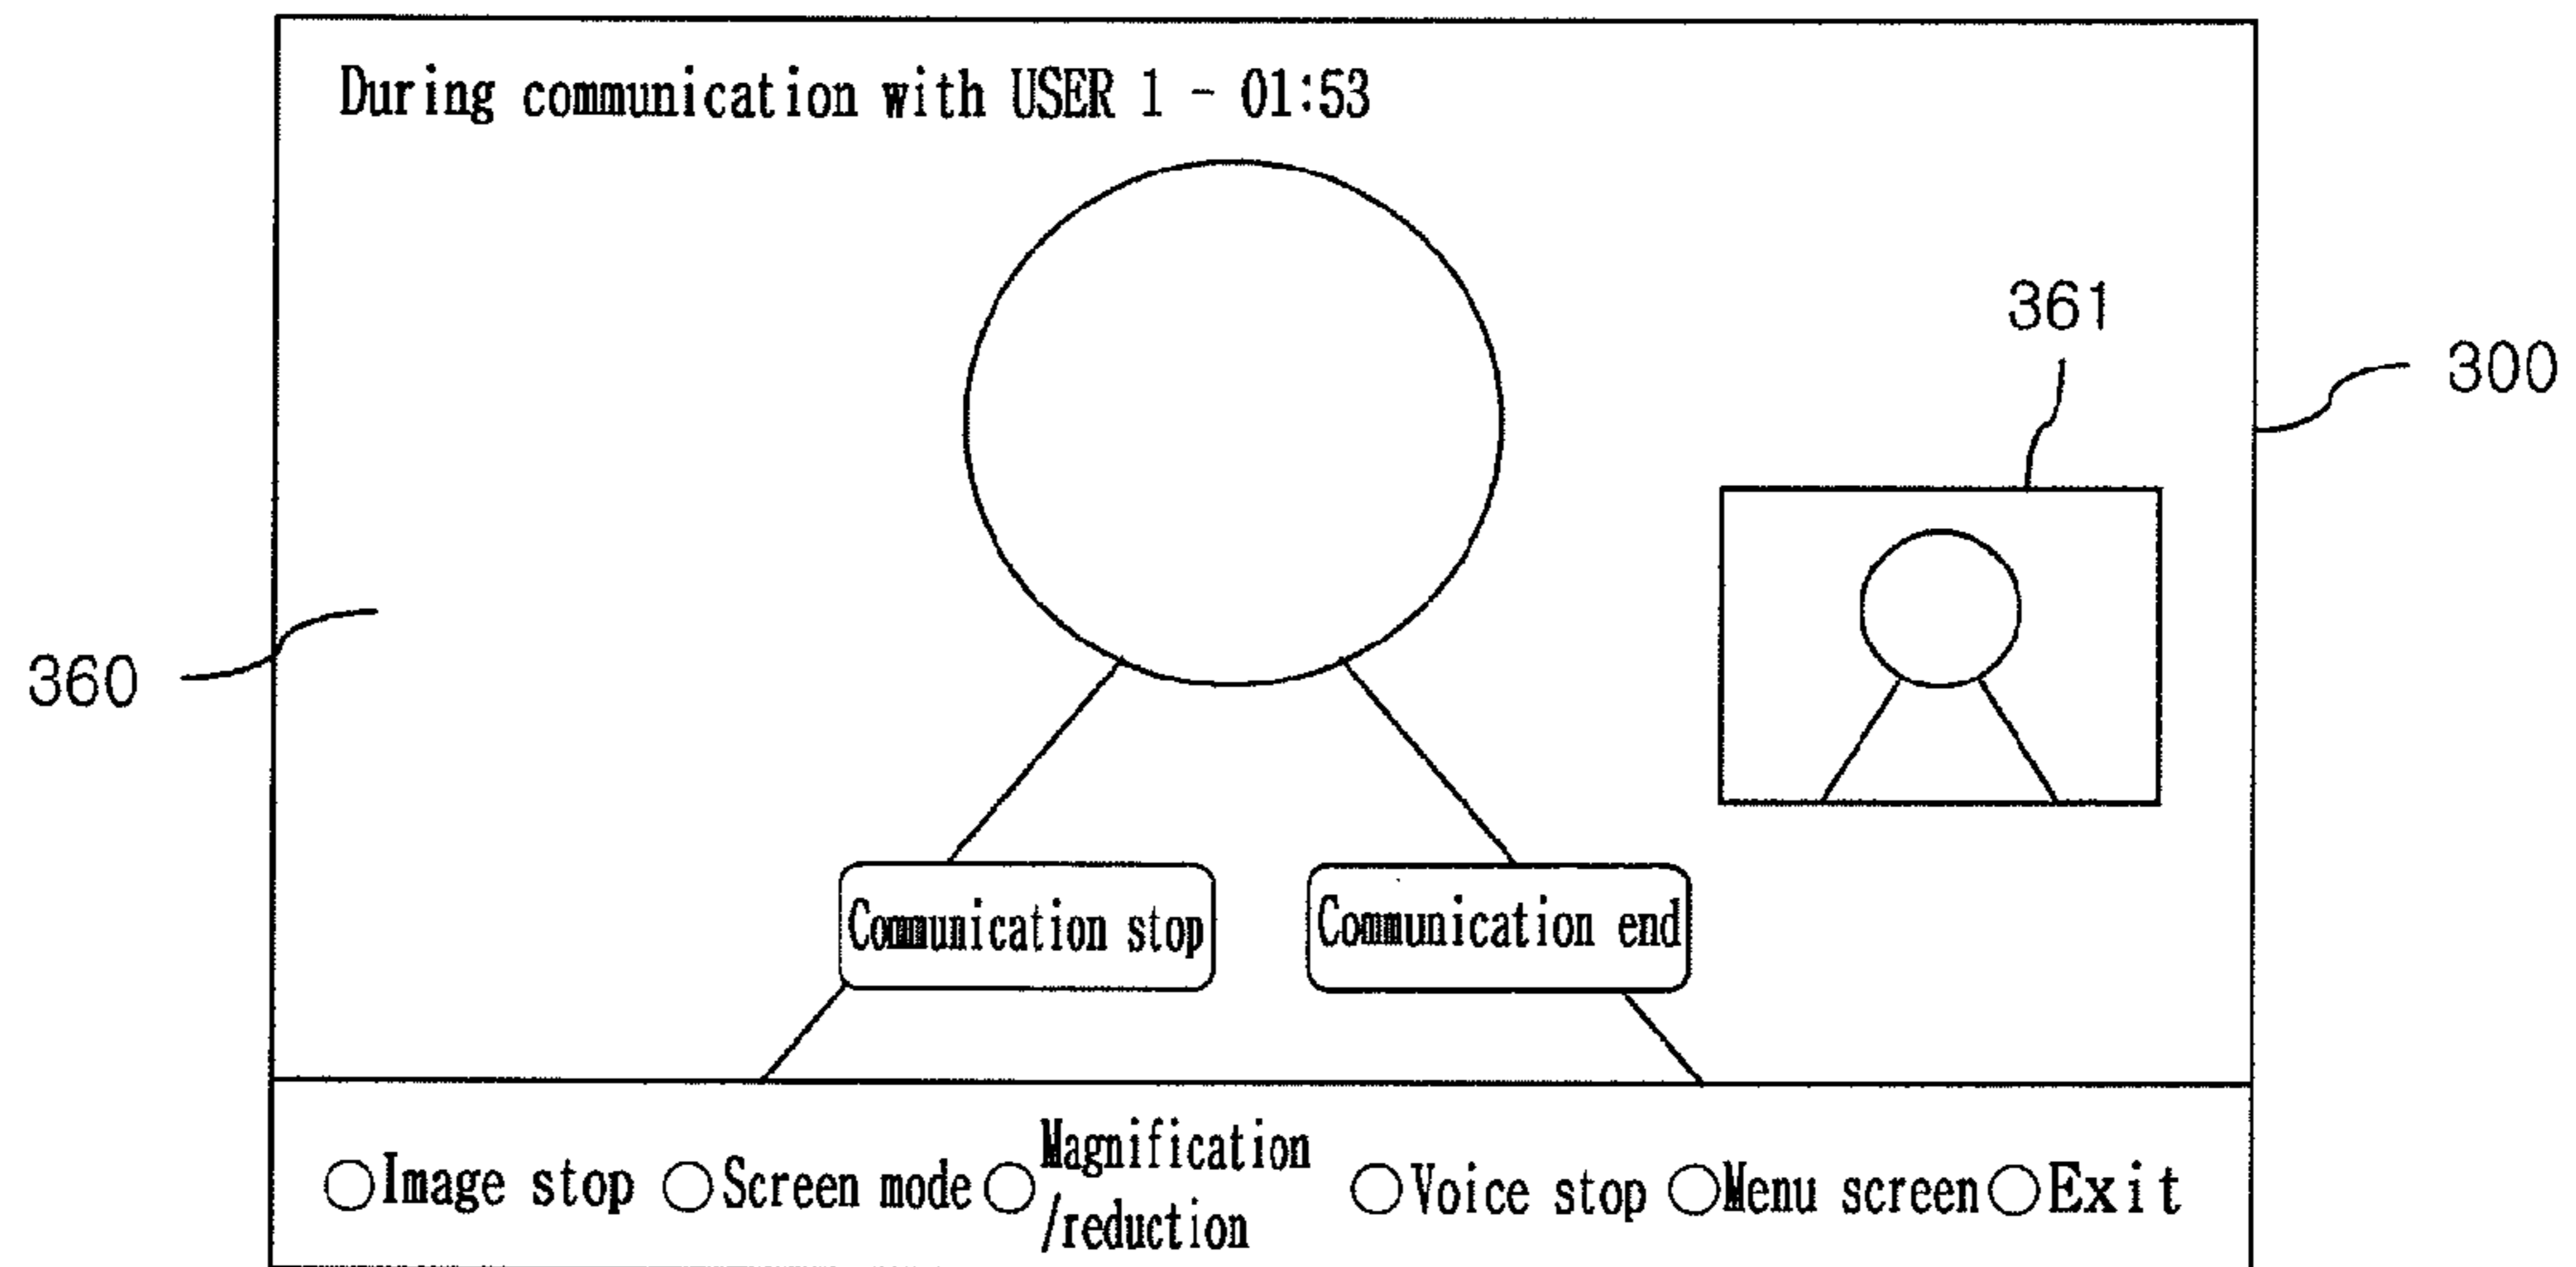 During communication with USER 1 - 01:53
361
300
360
Communication stop
Communication end
Image stop
Screen mode
Magnification
/reduction
Voice stop
Menu screen
Exit